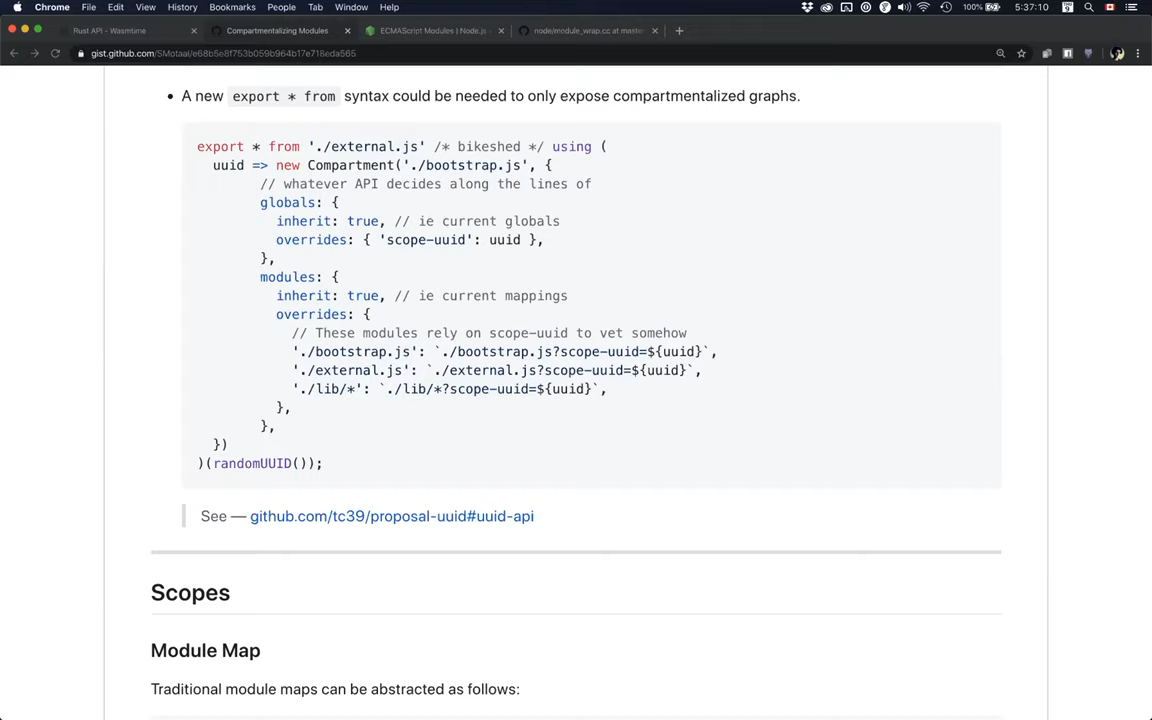 Chrome File Edit View History Bookmarks People Tab Window Help 100% 5:37:10
Rust API - Wasmtime Compartmentalizing Modules ECMAScript Modules | Node.js node/module_wrap.cc at master
gist.github.com/SMotaal/e68b5e8f753b059b964b17e718eda565
• A new export * from syntax could be needed to only expose compartmentalized graphs.
export * from './external.js' /* bikeshed */ using (
uuid => new Compartment('./bootstrap.js', {
// whatever API decides along the lines of
globals: {
inherit: true, // ie current globals
overrides: { 'scope-uuid': uuid },
},
modules: {
inherit: true, // ie current mappings
overrides: {
// These modules rely on scope-uuid to vet somehow
'./bootstrap.js': `./bootstrap.js?scope-uuid=${uuid}`,
'./external.js': `./external.js?scope-uuid=${uuid}`,
'./lib/*': `./lib/*?scope-uuid=${uuid}`,
},
},
})
)(randomUUID());
See — github.com/tc39/proposal-uuid#uuid-api
Scopes
Module Map
Traditional module maps can be abstracted as follows: